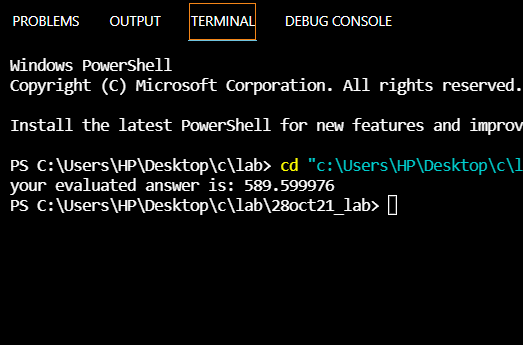 PROBLEMS OUTPUT TERMINAL DEBUG CONSOLE
Windows PowerShell
Copyright (C) Microsoft Corporation. All rights reserved.
Install the latest PowerShell for new features and improv
PS C:\Users\HP\Desktop\c\lab> cd "c:\Users\HP\Desktop\c\l
your evaluated answer is: 589.599976
PS C:\Users\HP\Desktop\c\lab\28oct21_lab>